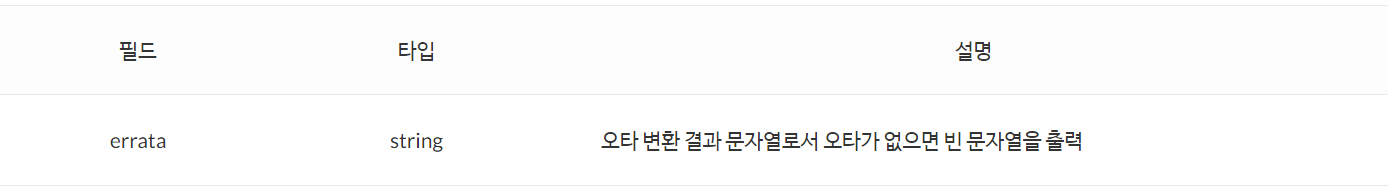 필드 타입 설명
errata string 오타 변환 결과 문자열로서 오타가 없으면 빈 문자열을 출력